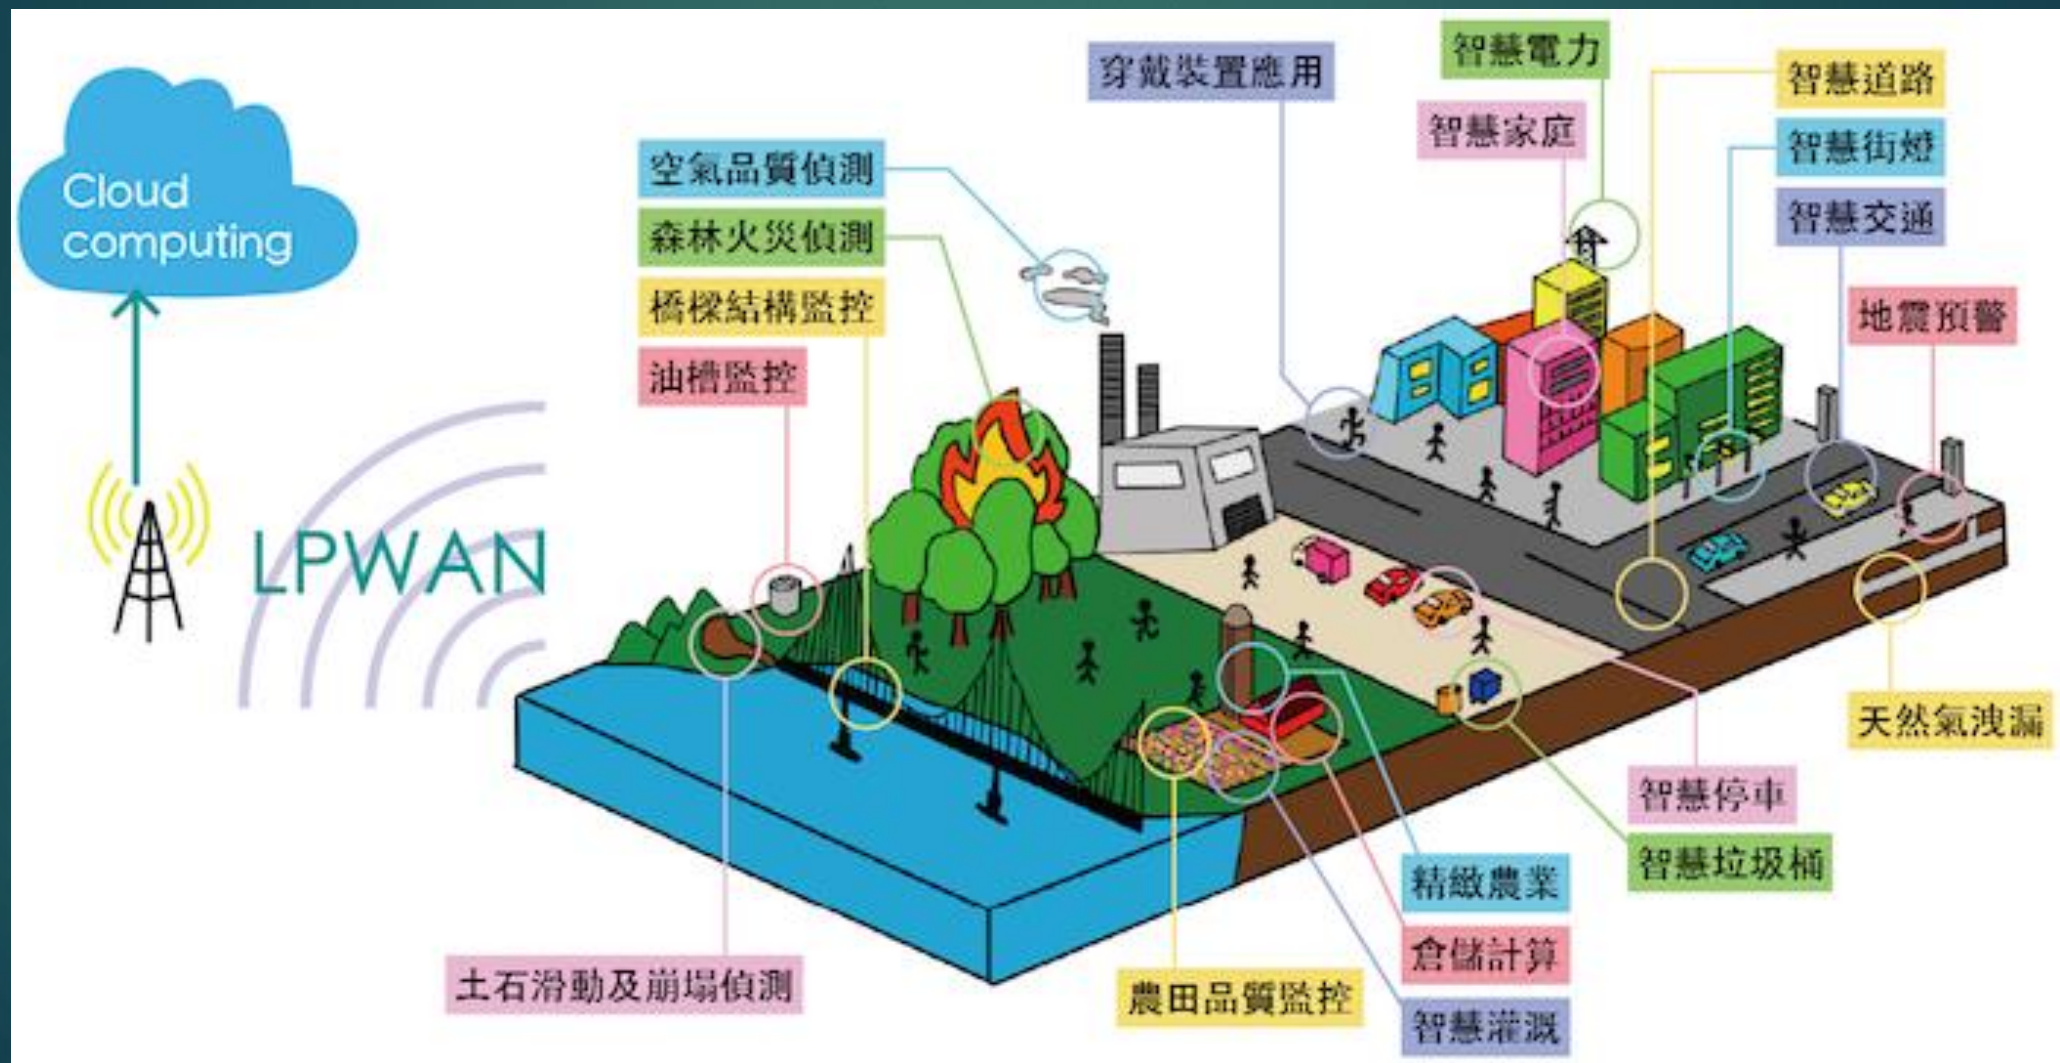 Cloud
computing
LPWAN
空氣品質偵測
森林火災偵測
橋樑結構監控
油槽監控
穿戴裝置應用
智慧電力
智慧家庭
智慧道路
智慧街燈
智慧交通
地震預警
天然氣洩漏
智慧停車
智慧垃圾桶
精緻農業
倉儲計算
智慧灌溉
農田品質監控
土石滑動及崩塌偵測